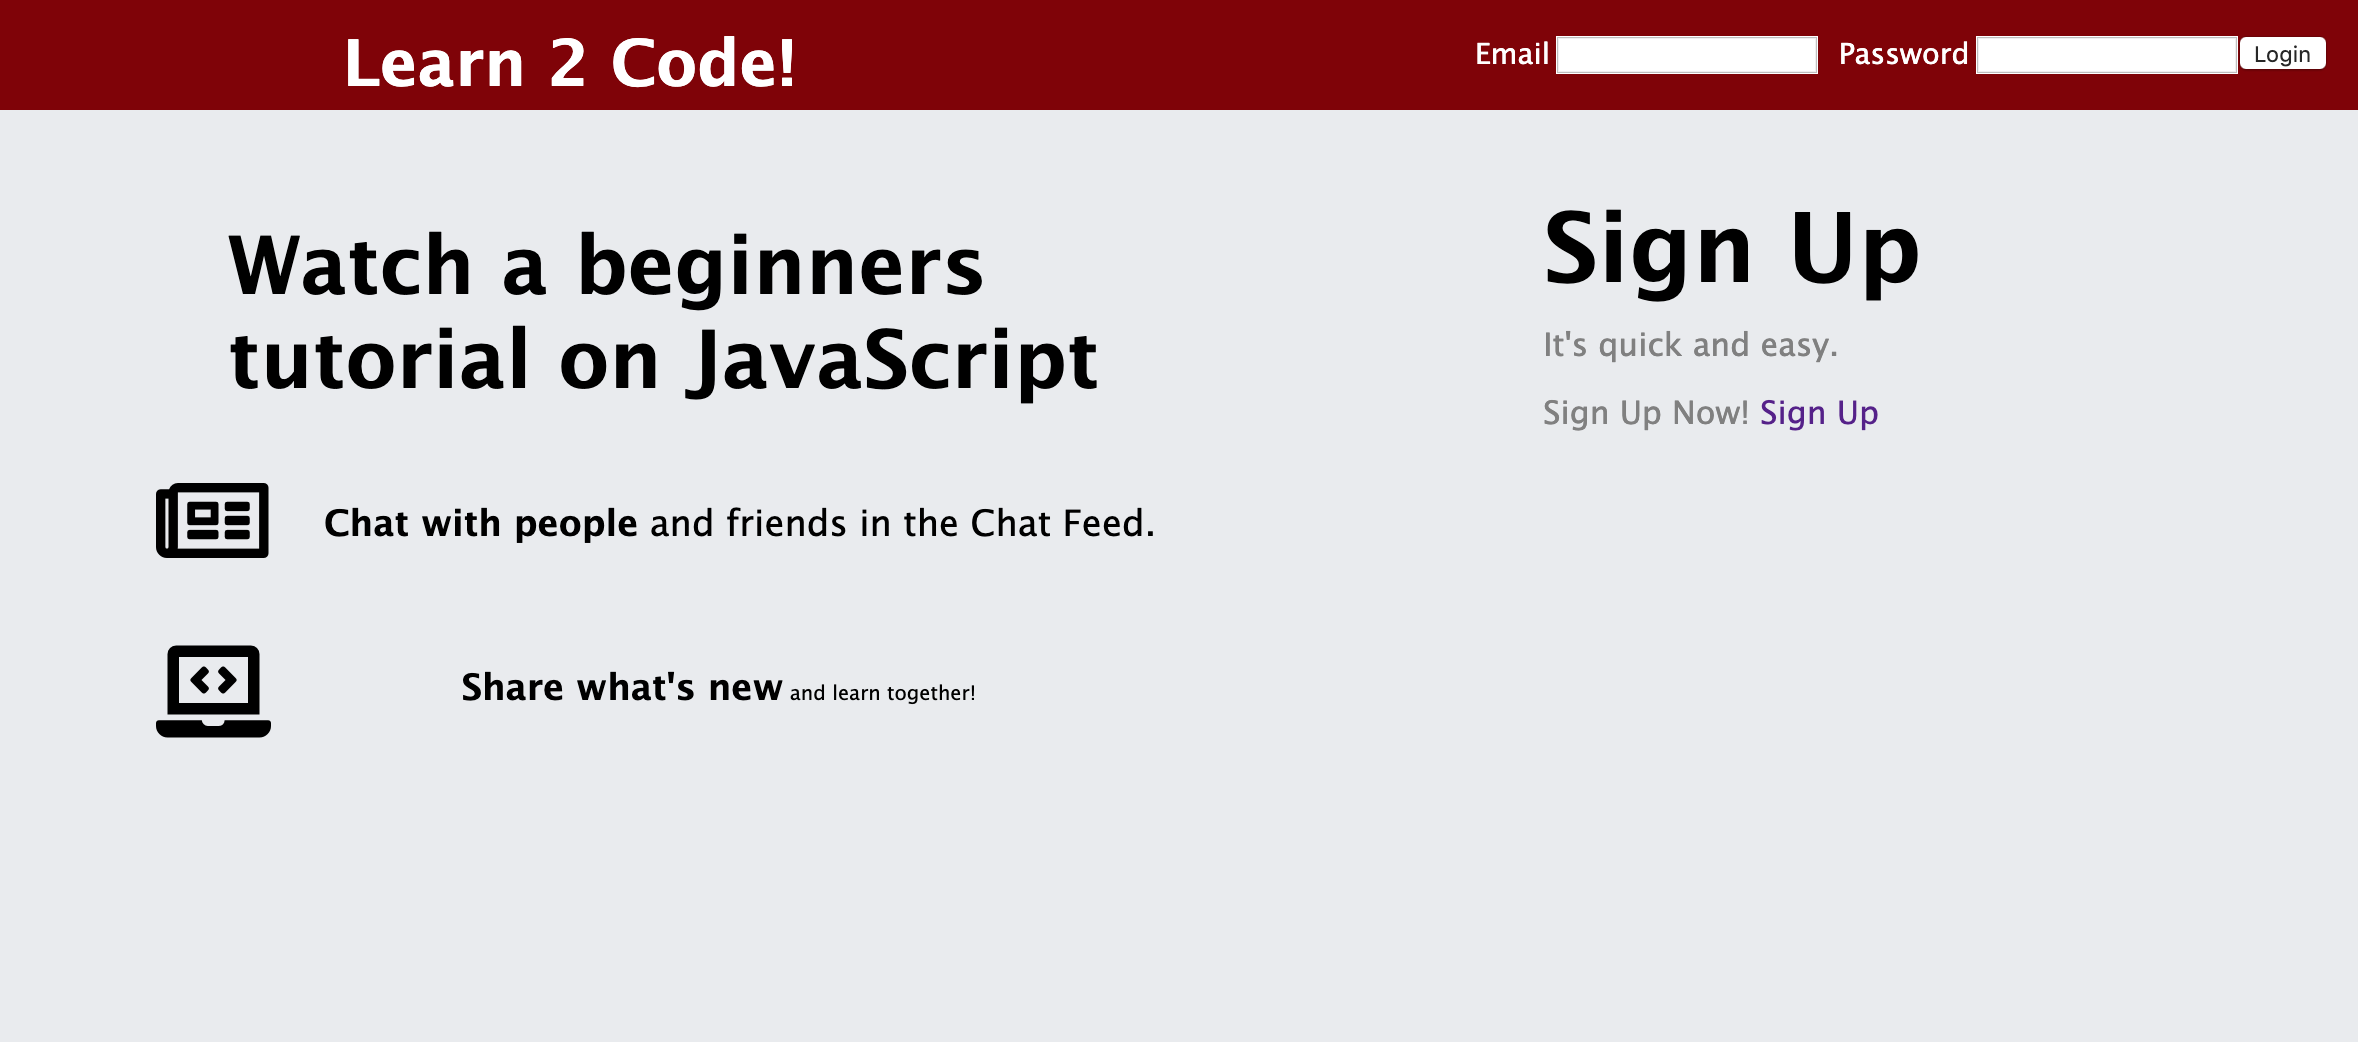 Learn 2 Code!
Email Password Login
Watch a beginners
tutorial on JavaScript
Chat with people and friends in the Chat Feed.
Share what's new and learn together!
Sign Up
It's quick and easy.
Sign Up Now! Sign Up